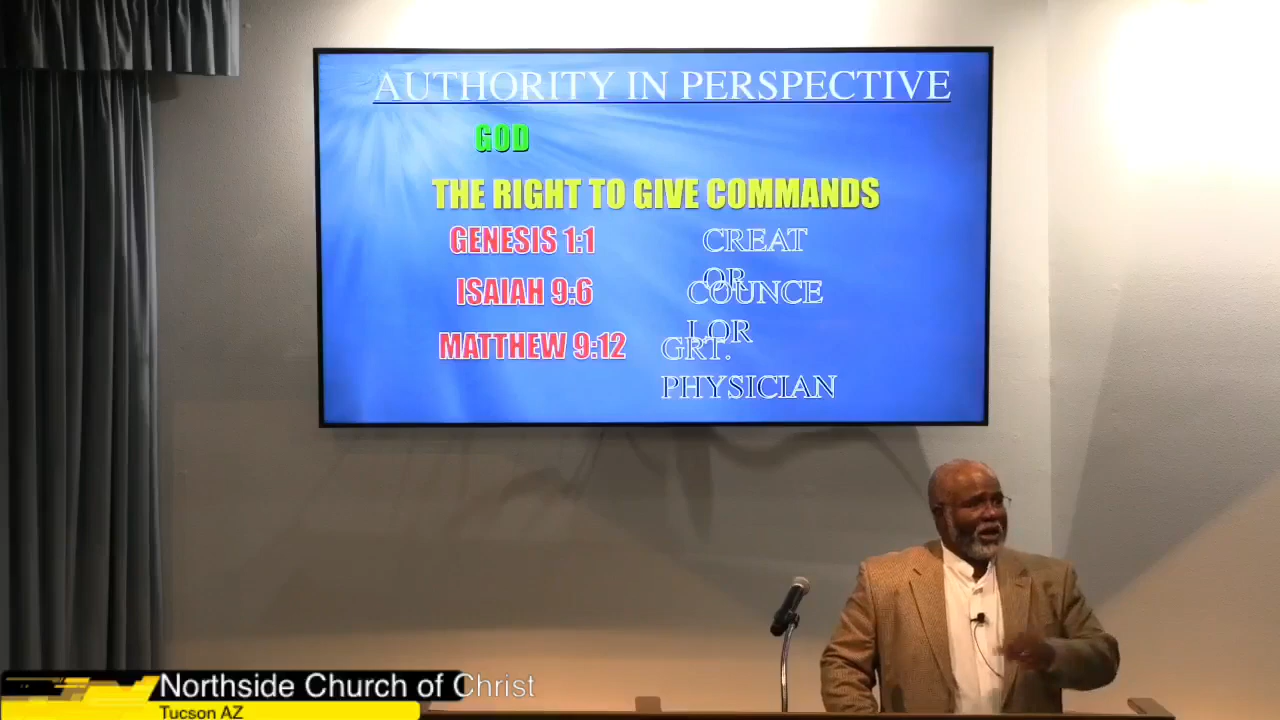 AUTHORITY IN PERSPECTIVE
GOD
THE RIGHT TO GIVE COMMANDS
GENESIS 1:1
CREAT
OR
ISAIAH 9:6
COUNCE
LOR
MATTHEW 9:12
GRT.
PHYSICIAN
Northside Church of Christ
Tucson AZ